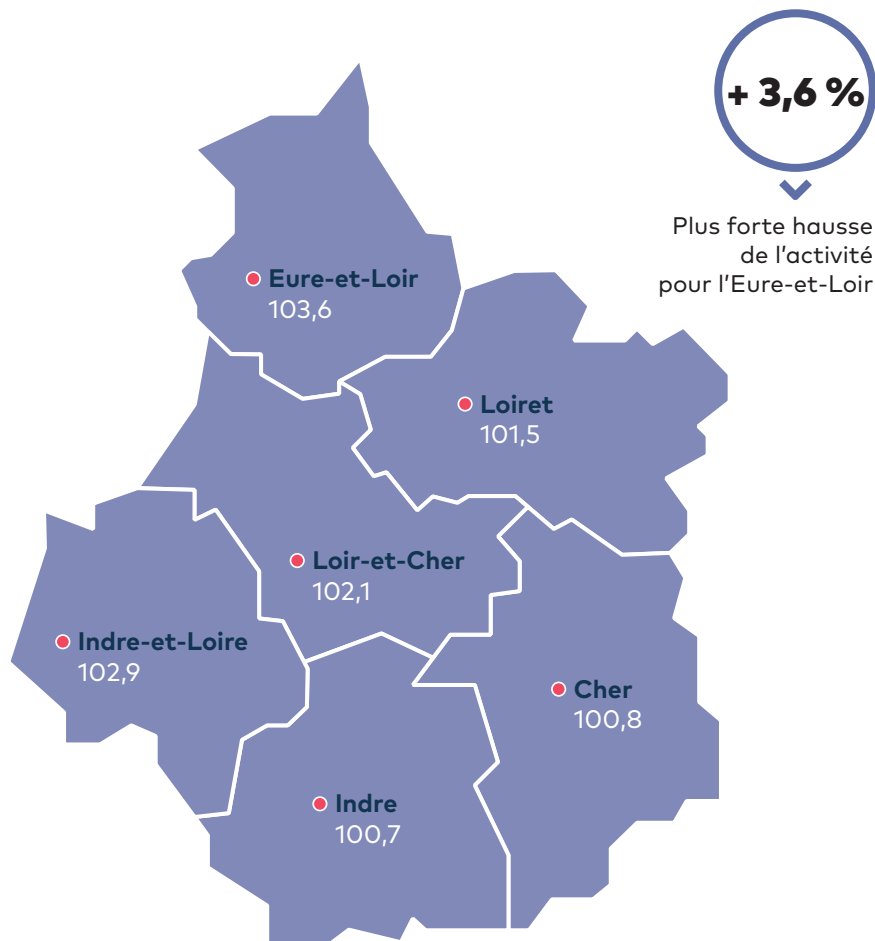 + 3,6 %
Plus forte hausse
de l'activité
pour l'Eure-et-Loir
Eure-et-Loir
103,6
Loiret
101,5
Loir-et-Cher
102,1
Indre-et-Loire
102,9
Cher
100,8
Indre
100,7